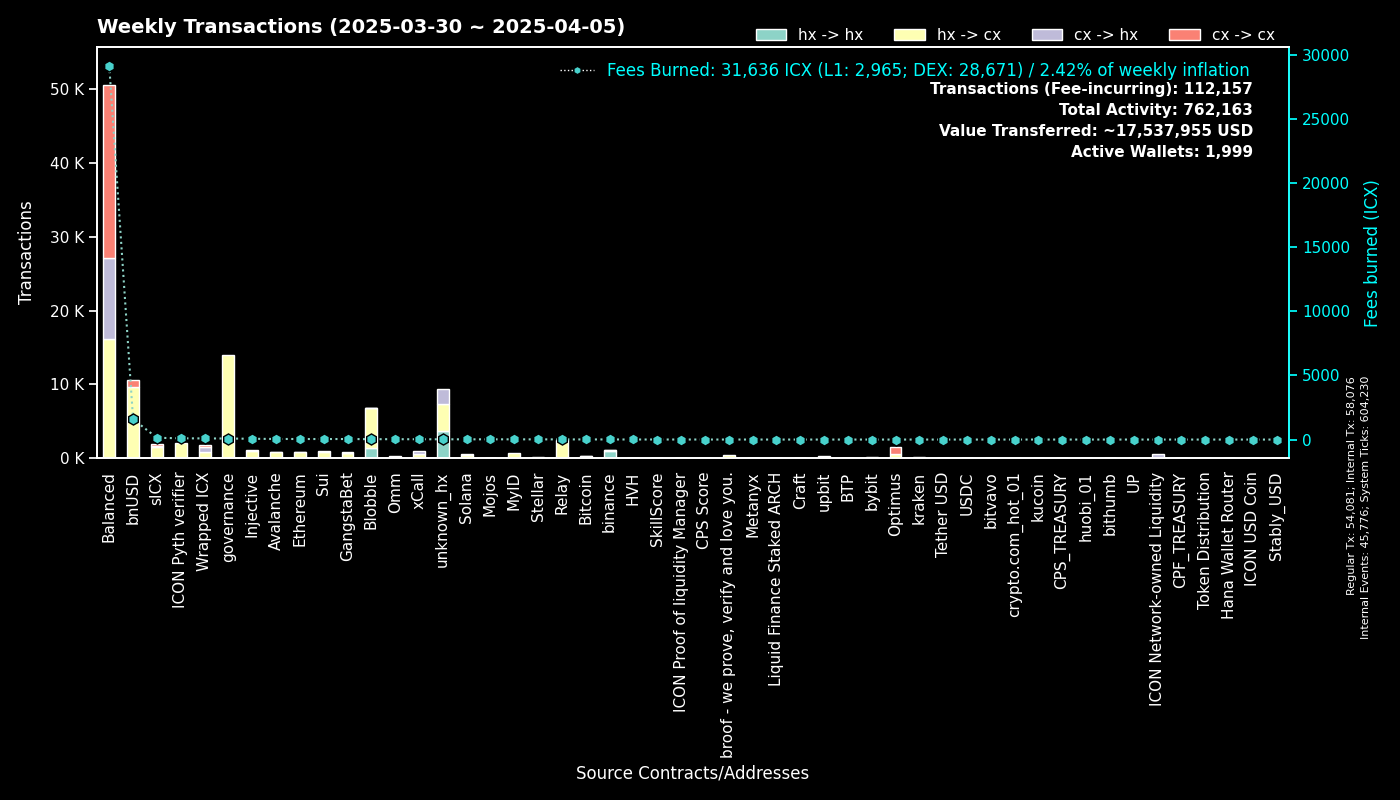 Weekly Transactions (2025-03-30 ~ 2025-04-05)
hx -> hx
hx -> cx
cx -> hx
cx -> cx
Fees Burned: 31,636 ICX (L1: 2,965; DEX: 28,671) / 2.42% of weekly inflation
Transactions (Fee-incurring): 112,157
Total Activity: 762,163
Value Transferred: ~17,537,955 USD
Active Wallets: 1,999
Transactions
50 K
40 K
30 K
20 K
10 K
0 K
30000
25000
20000
15000
10000
5000
0
Fees burned (ICX)
Regular Tx: 54,081; Internal Tx: 58,076
Internal Events: 45,776; System Ticks: 604,230
Balanced
bnUSD
sICX
ICON Pyth verifier
Wrapped ICX
governance
Injective
Avalanche
Ethereum
Sui
GangstaBet
Blobble
Omm
xCall
unknown_hx
Solana
Mojos
MyID
Stellar
Relay
Bitcoin
binance
HVH
SkillScore
ICON Proof of liquidity Manager
CPS Score
broof - we prove, verify and love you.
Metanyx
Liquid Finance Staked ARCH
Craft
upbit
BTP
bybit
Optimus
kraken
Tether USD
USDC
bitvavo
crypto.com_hot_01
kucoin
CPS_TREASURY
huobi_01
bithumb
UP
ICON Network-owned Liquidity
CPF_TREASURY
Token Distribution
Hana Wallet Router
ICON USD Coin
Stably_USD
Source Contracts/Addresses